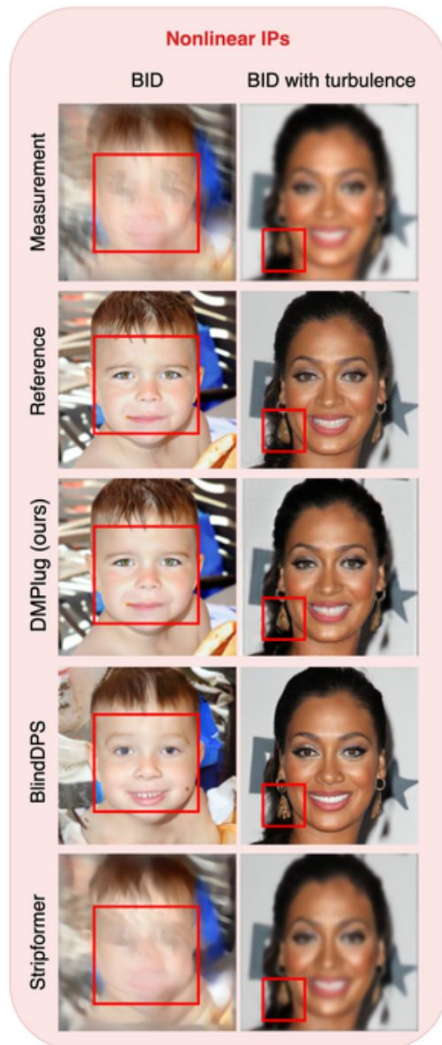 Nonlinear IPs
BID
BID with turbulence
Measurement
Reference
DMPlug (ours)
BlindDPS
Stripformer